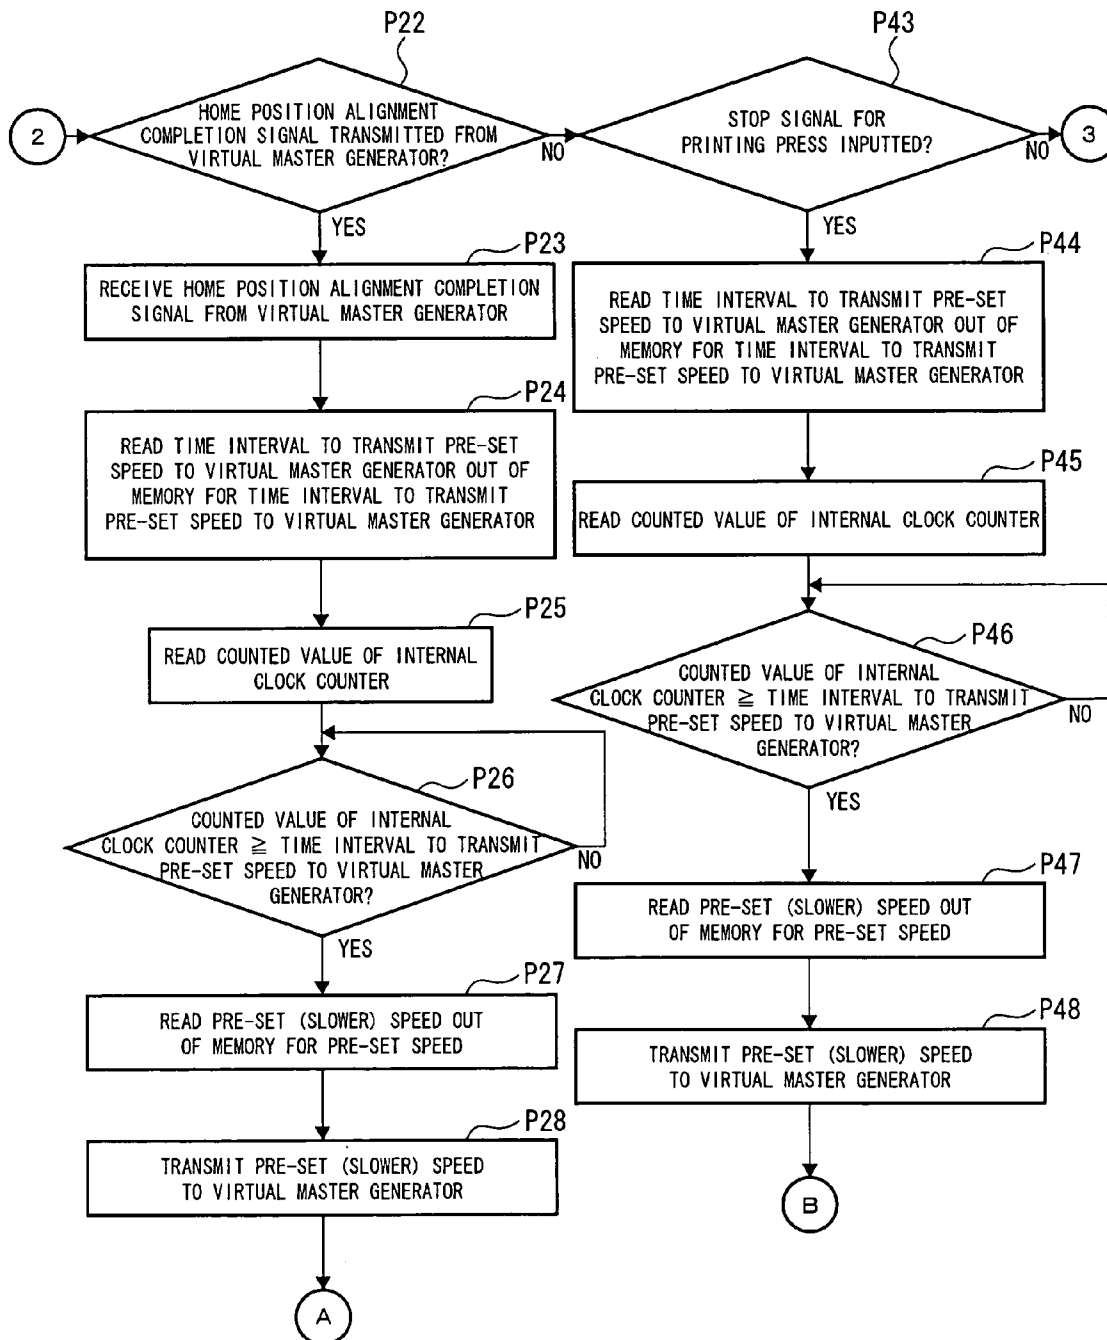 P22
HOME POSITION ALIGNMENT
COMPLETION SIGNAL TRANSMITTED FROM
VIRTUAL MASTER GENERATOR?
2
NO
YES
P43
STOP SIGNAL FOR
PRINTING PRESS INPUTTED?
NO
3
YES
P23
RECEIVE HOME POSITION ALIGNMENT COMPLETION
SIGNAL FROM VIRTUAL MASTER GENERATOR
P24
READ TIME INTERVAL TO TRANSMIT PRE-SET
SPEED TO VIRTUAL MASTER GENERATOR OUT OF
MEMORY FOR TIME INTERVAL TO TRANSMIT
PRE-SET SPEED TO VIRTUAL MASTER GENERATOR
P25
READ COUNTED VALUE OF INTERNAL
CLOCK COUNTER
P26
COUNTED VALUE OF INTERNAL
CLOCK COUNTER ≧ TIME INTERVAL TO TRANSMIT
PRE-SET SPEED TO VIRTUAL MASTER
GENERATOR?
NO
YES
P27
READ PRE-SET (SLOWER) SPEED OUT
OF MEMORY FOR PRE-SET SPEED
P28
TRANSMIT PRE-SET (SLOWER) SPEED
TO VIRTUAL MASTER GENERATOR
A
P44
READ TIME INTERVAL TO TRANSMIT PRE-SET
SPEED TO VIRTUAL MASTER GENERATOR OUT OF
MEMORY FOR TIME INTERVAL TO TRANSMIT
PRE-SET SPEED TO VIRTUAL MASTER GENERATOR
P45
READ COUNTED VALUE OF INTERNAL CLOCK COUNTER
P46
COUNTED VALUE OF INTERNAL
CLOCK COUNTER ≧ TIME INTERVAL TO TRANSMIT
PRE-SET SPEED TO VIRTUAL MASTER
GENERATOR?
NO
YES
P47
READ PRE-SET (SLOWER) SPEED OUT
OF MEMORY FOR PRE-SET SPEED
P48
TRANSMIT PRE-SET (SLOWER) SPEED
TO VIRTUAL MASTER GENERATOR
B